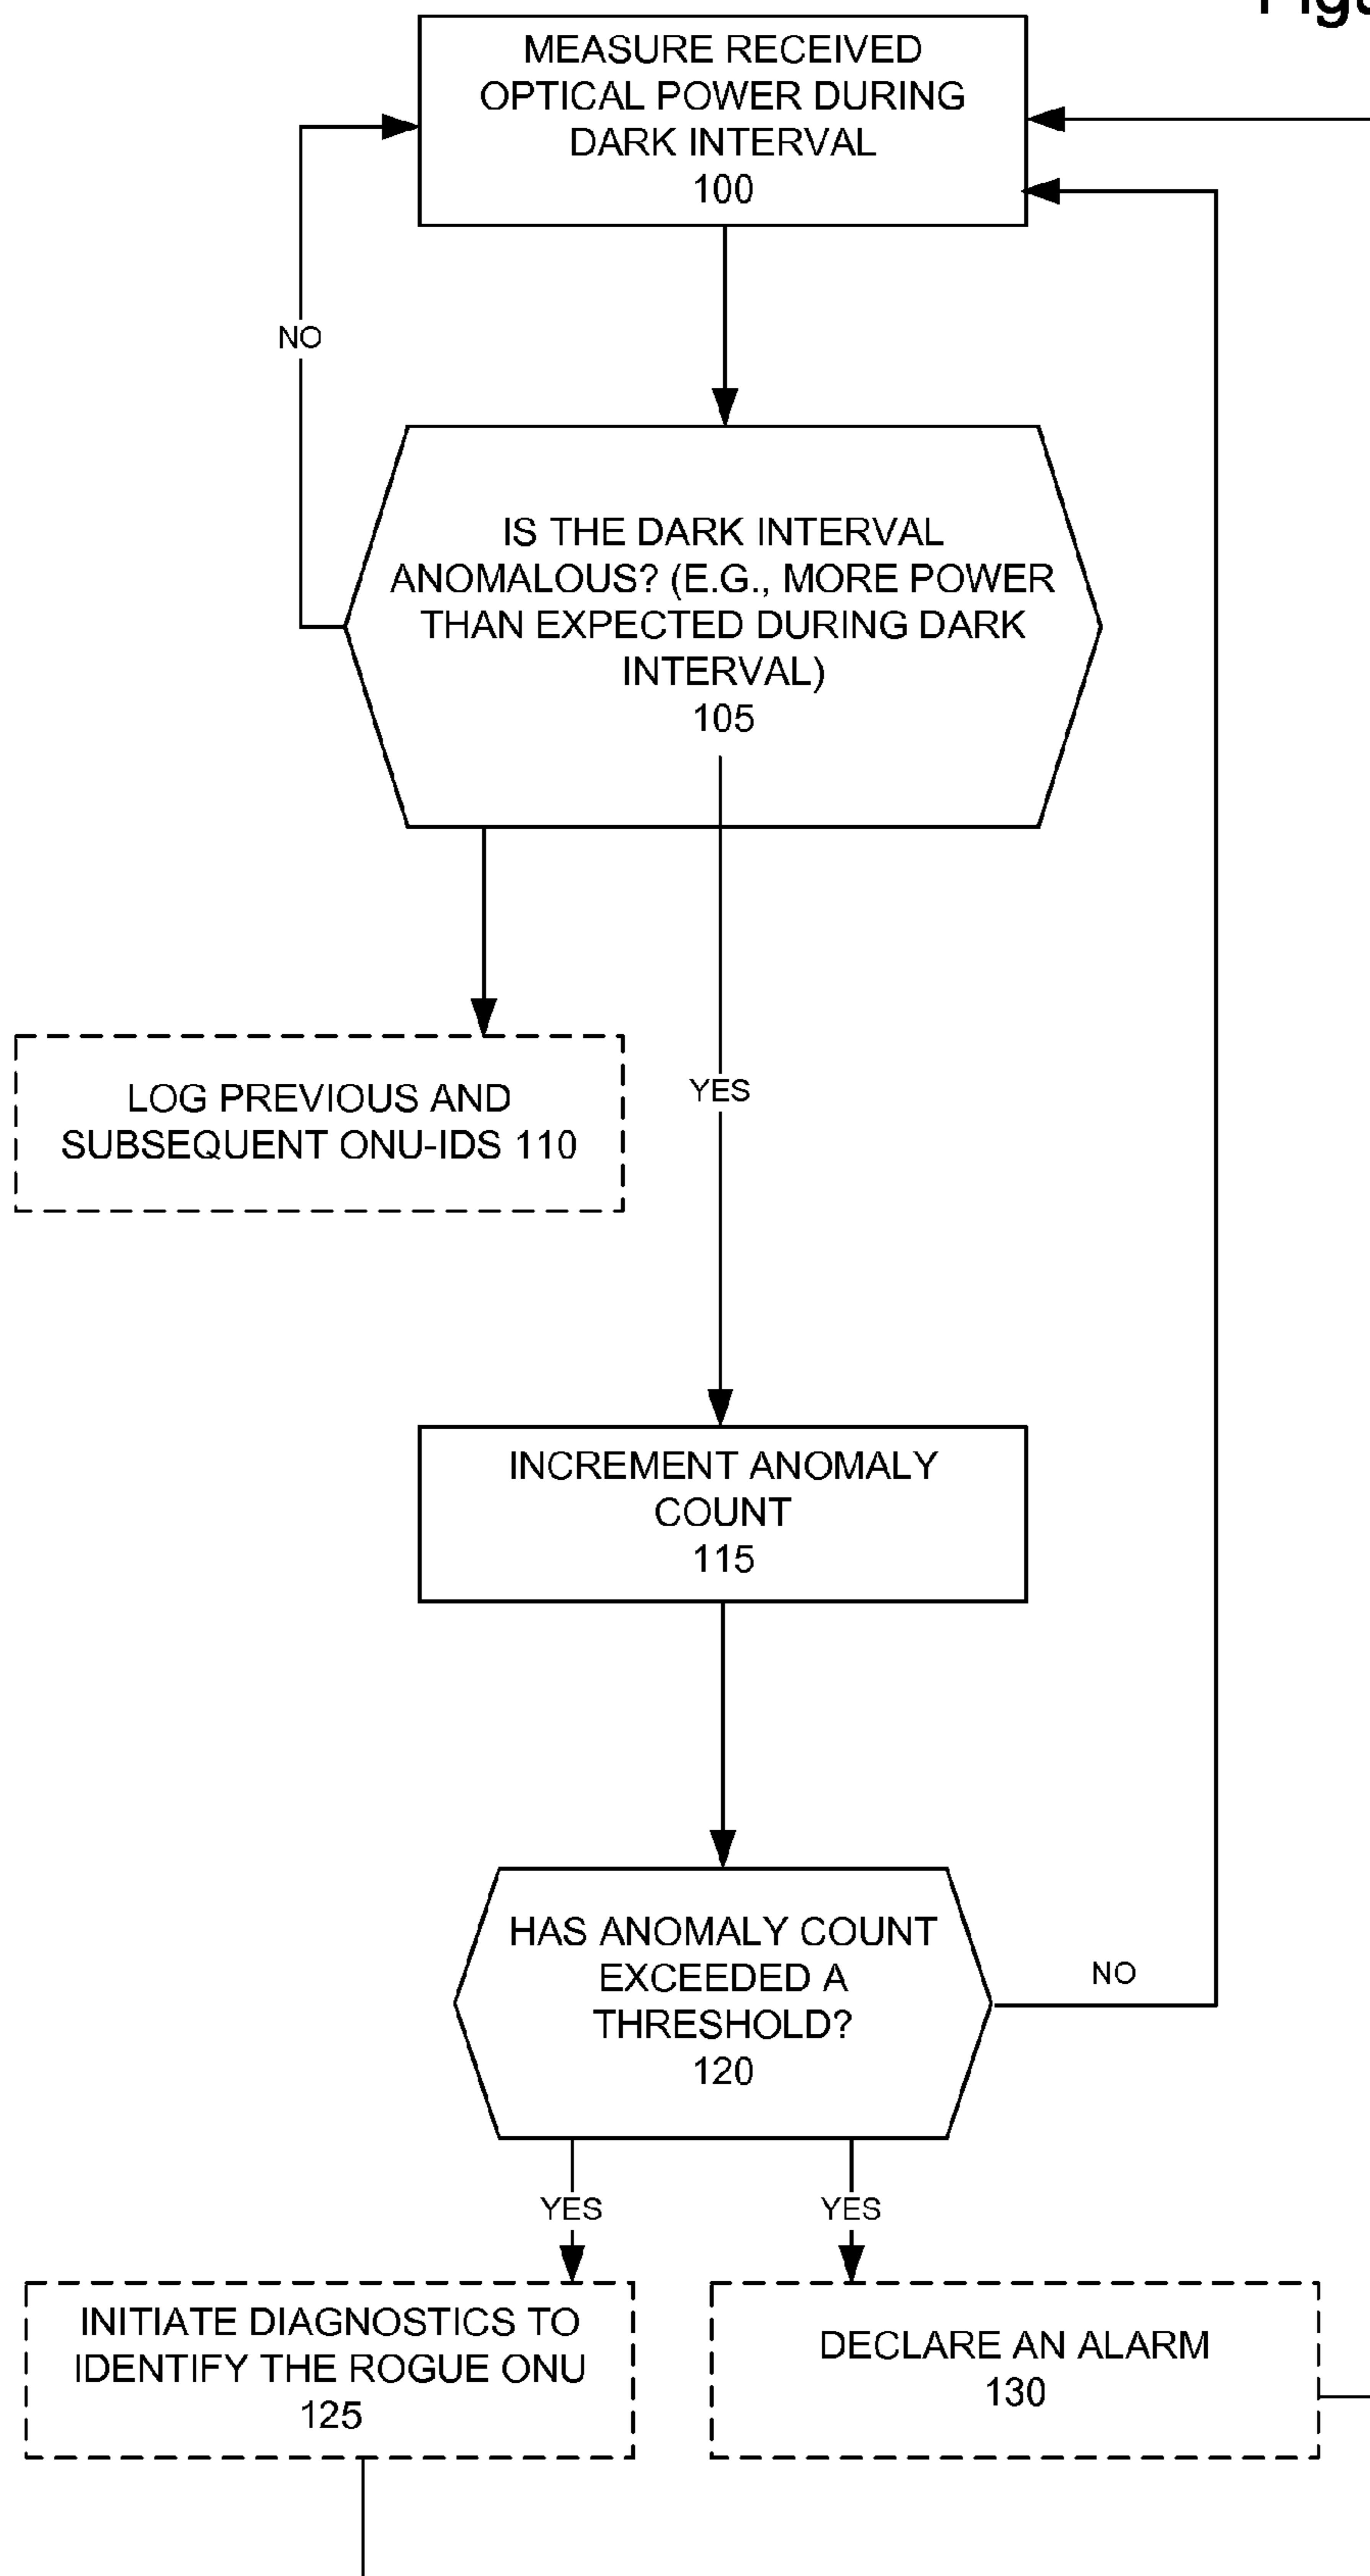 MEASURE RECEIVED
OPTICAL POWER DURING
DARK INTERVAL
100
NO
IS THE DARK INTERVAL
ANOMALOUS? (E.G., MORE POWER
THAN EXPECTED DURING DARK
INTERVAL)
105
LOG PREVIOUS AND
SUBSEQUENT ONU-IDS 110
YES
INCREMENT ANOMALY
COUNT
115
HAS ANOMALY COUNT
EXCEEDED A
THRESHOLD?
120
NO
YES
YES
INITIATE DIAGNOSTICS TO
IDENTIFY THE ROGUE ONU
125
DECLARE AN ALARM
130